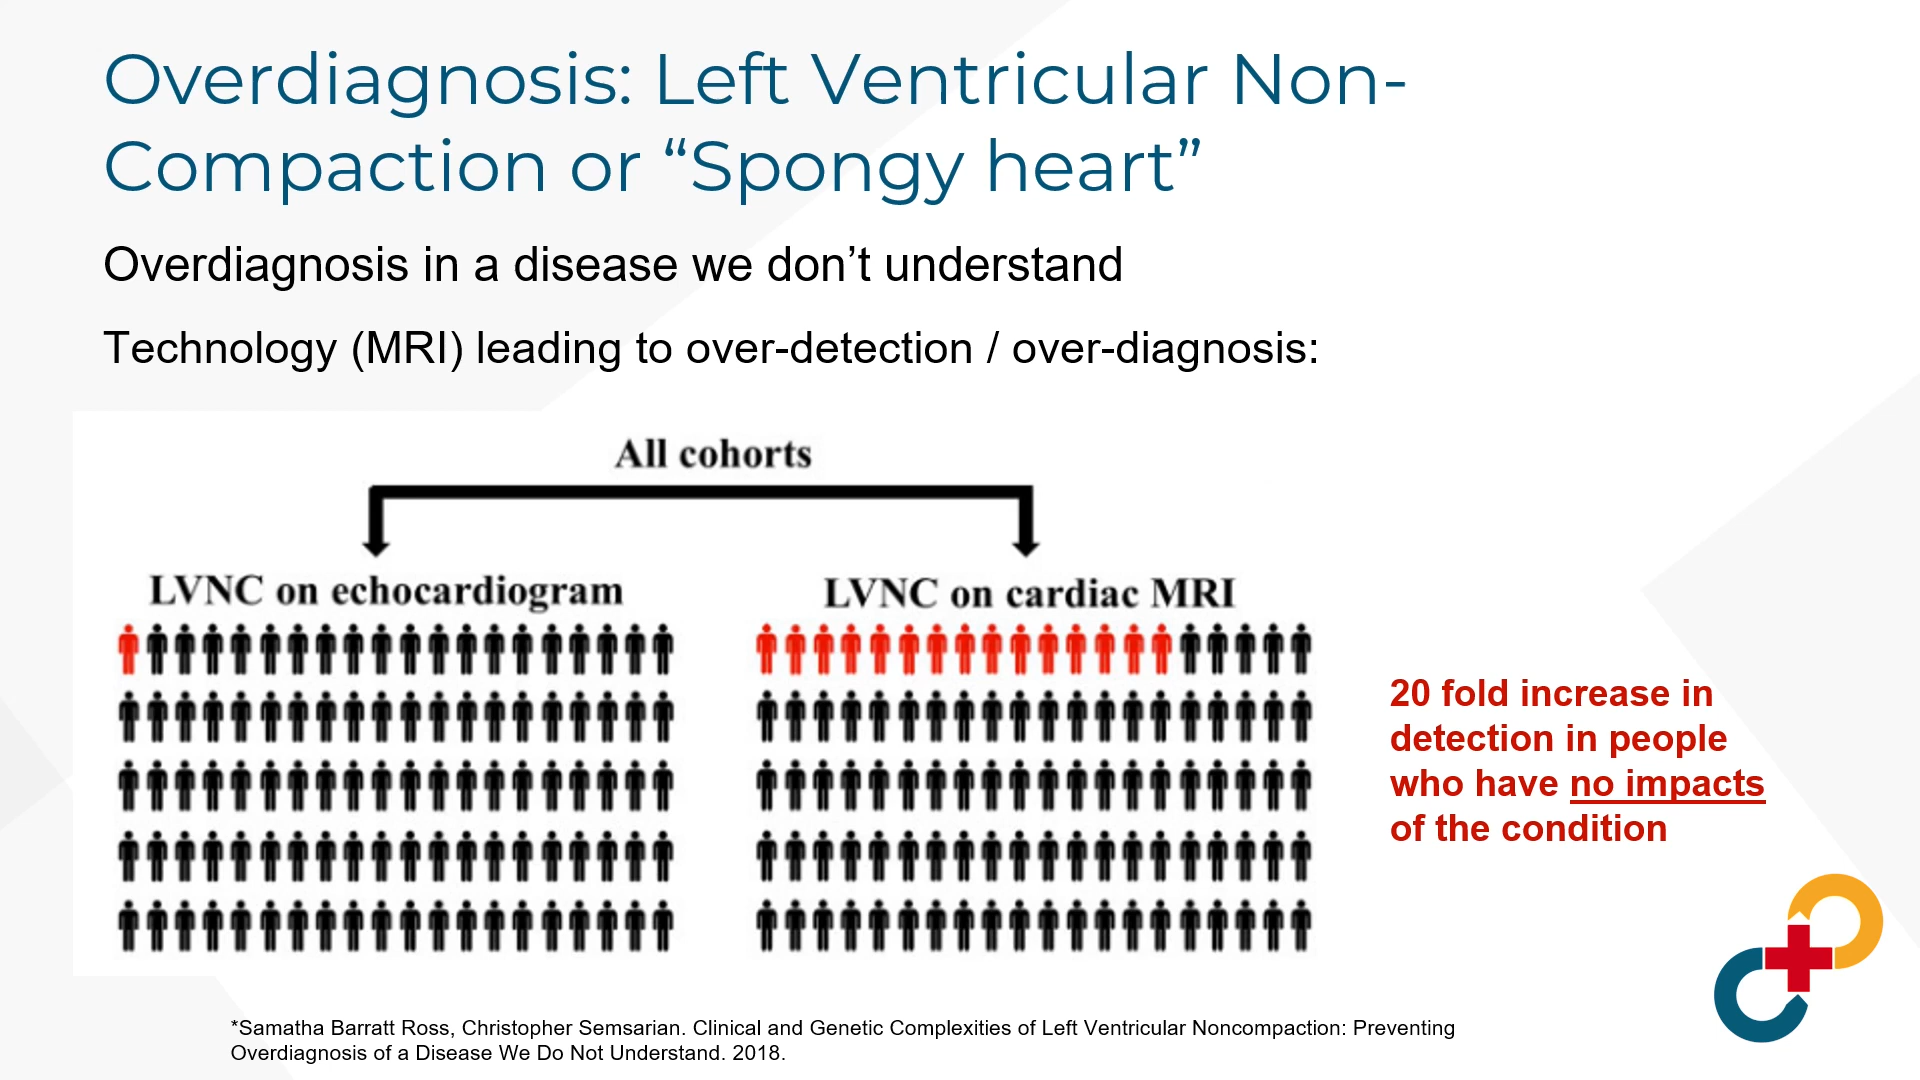 Overdiagnosis: Left Ventricular Non-
Compaction or “Spongy heart”
Overdiagnosis in a disease we don’t understand
Technology (MRI) leading to over-detection / over-diagnosis:
All cohorts
LVNC on echocardiogram
LVNC on cardiac MRI
20 fold increase in
detection in people
who have no impacts
of the condition
*Samatha Barratt Ross, Christopher Semsarian. Clinical and Genetic Complexities of Left Ventricular Noncompaction: Preventing
Overdiagnosis of a Disease We Do Not Understand. 2018.